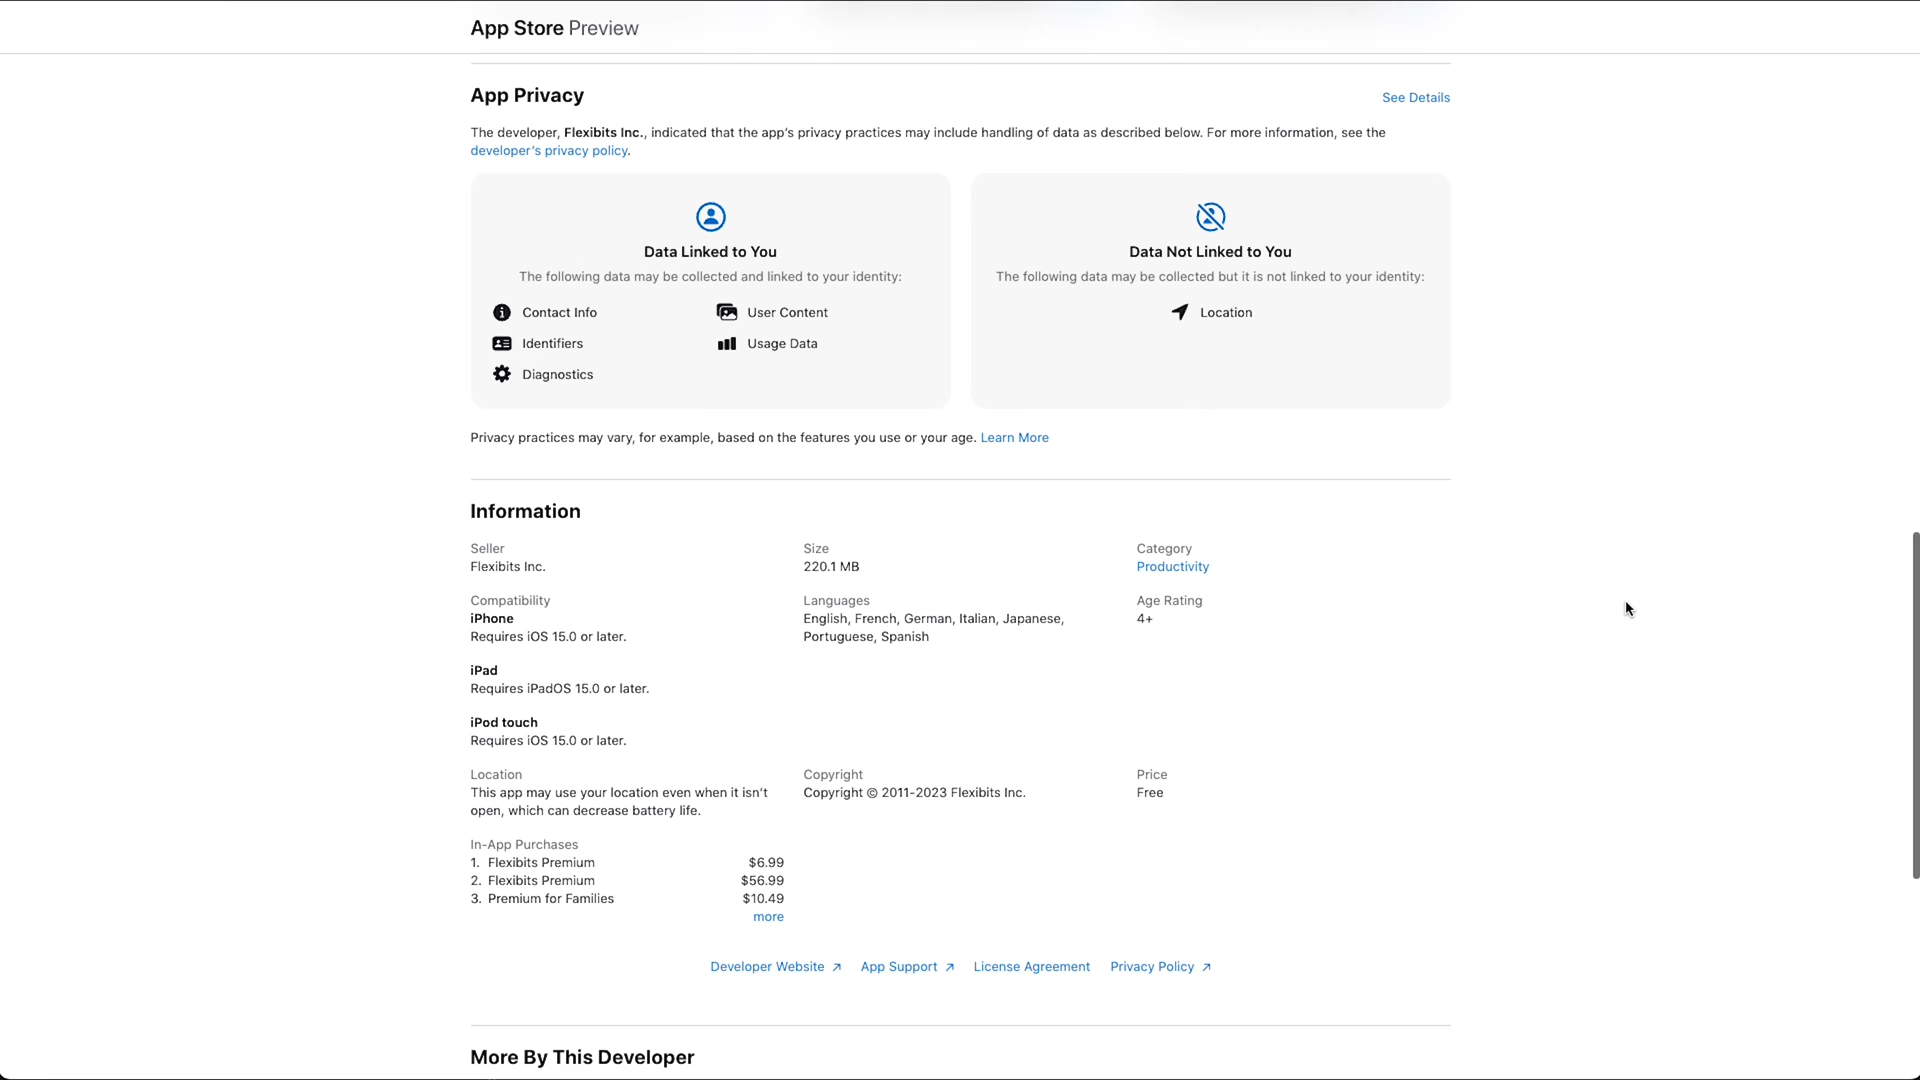 App Store Preview
App Privacy
See Details
The developer, Flexibits Inc., indicated that the app's privacy practices may include handling of data as described below. For more information, see the
developer's privacy policy.
Data Linked to You
The following data may be collected and linked to your identity:
Contact Info
User Content
Identifiers
Usage Data
Diagnostics
Data Not Linked to You
The following data may be collected but it is not linked to your identity:
Location
Privacy practices may vary, for example, based on the features you use or your age. Learn More
Information
Seller
Flexibits Inc.
Size
220.1 MB
Category
Productivity
Compatibility
iPhone
Requires iOS 15.0 or later.
iPad
Requires iPadOS 15.0 or later.
iPod touch
Requires iOS 15.0 or later.
Languages
English, French, German, Italian, Japanese,
Portuguese, Spanish
Age Rating
4+
Location
This app may use your location even when it isn't
open, which can decrease battery life.
Copyright
Copyright © 2011-2023 Flexibits Inc.
Price
Free
In-App Purchases
1. Flexibits Premium $6.99
2. Flexibits Premium $56.99
3. Premium for Families $10.49
more
Developer Website ↗ App Support ↗ License Agreement Privacy Policy ↗
More By This Developer